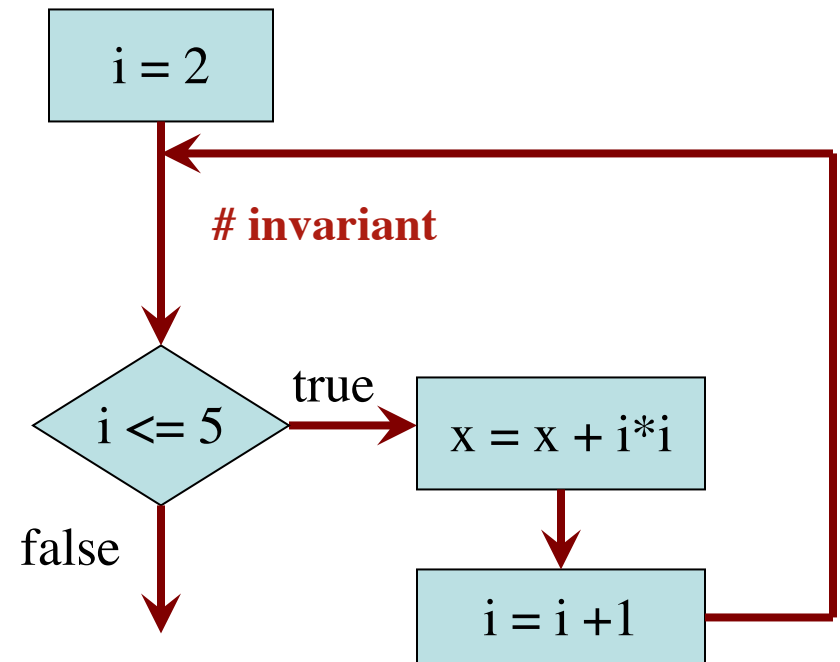 i = 2
# invariant
true
i <= 5
x = x + i*i
false
i = i +1